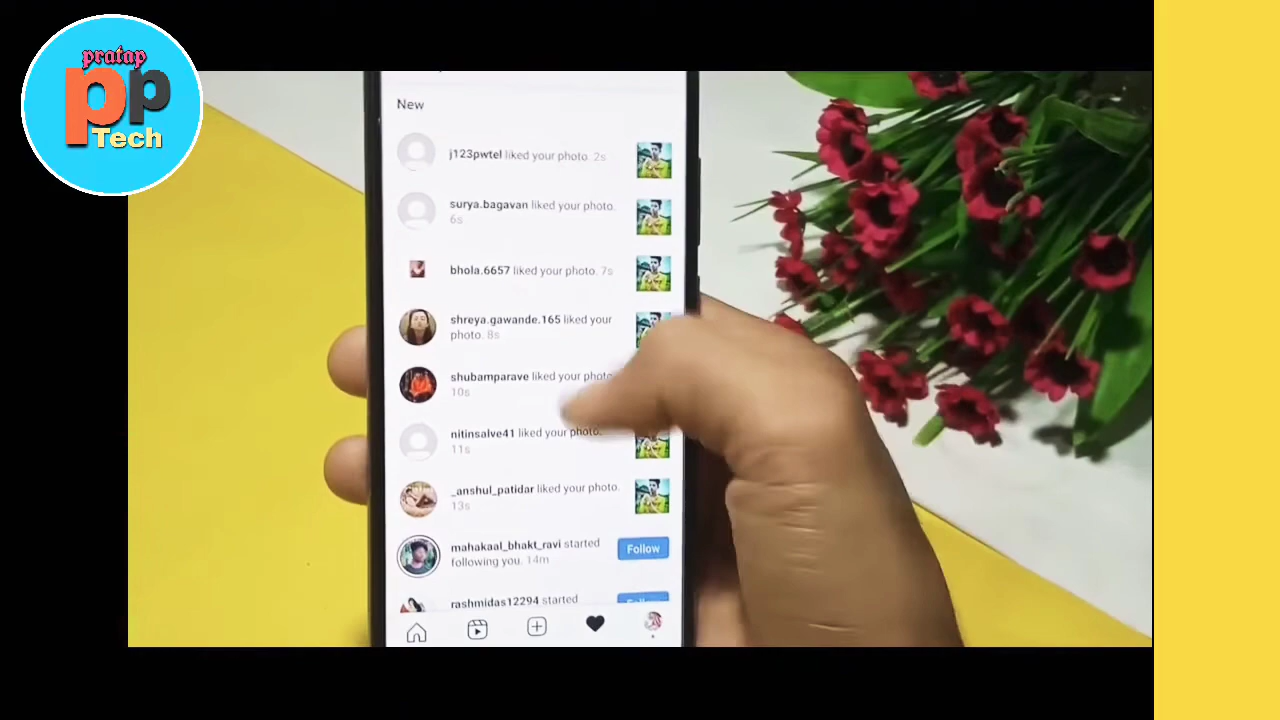 pratap
pp
Tech
New
j123pwtel liked your photo. 2s
surya.bagavan liked your photo.
6s
bhola.6657 liked your photo. 7s
shreya.gawande.165 liked your
photo. 8s
shubamparave liked your photo.
10s
nitinsalve41 liked your photo.
11s
_anshul_patidar liked your photo.
13s
mahakaal_bhakt_ravi started
following you. 14m
Follow
rashmidas12294 started